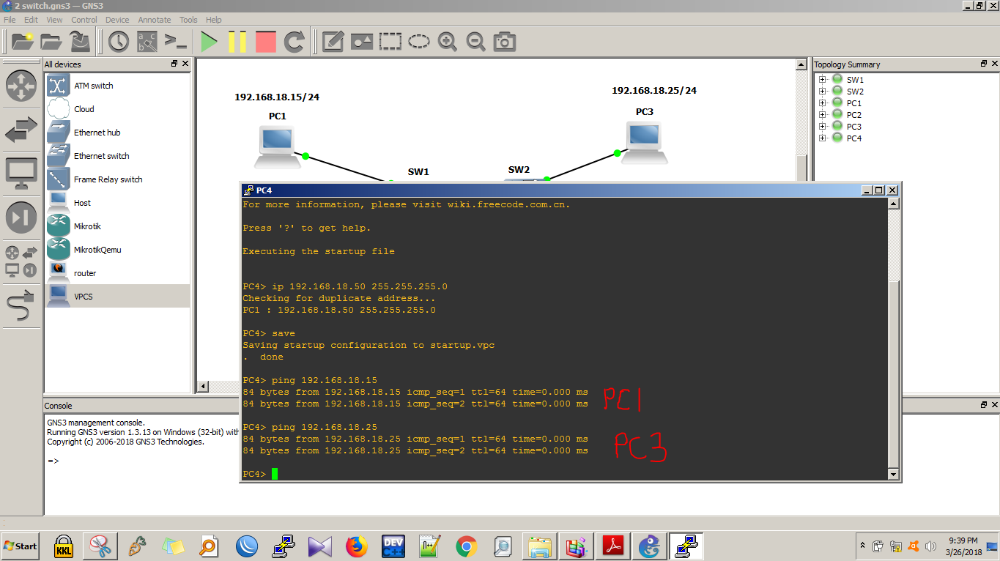 2 switch.gns3 — GNS3
File Edit View Control Device Annotate Tools Help
All devices
ATM switch
Cloud
Ethernet hub
Ethernet switch
Frame Relay switch
Host
Mikrotik
MikrotikQemu
router
VPCS
192.168.18.15/24
PC1
192.168.18.25/24
PC3
SW1
SW2
Topology Summary
SW1
SW2
PC1
PC2
PC3
PC4
PC4
For more information, please visit wiki.freecode.com.cn.
Press '?' to get help.
Executing the startup file
PC4> ip 192.168.18.50 255.255.255.0
Checking for duplicate address...
PC1 : 192.168.18.50 255.255.255.0
PC4> save
Saving startup configuration to startup.vpc
. done
PC4> ping 192.168.18.15
84 bytes from 192.168.18.15 icmp_seq=1 ttl=64 time=0.000 ms
84 bytes from 192.168.18.15 icmp_seq=2 ttl=64 time=0.000 ms
PC1
PC4> ping 192.168.18.25
84 bytes from 192.168.18.25 icmp_seq=1 ttl=64 time=0.000 ms
84 bytes from 192.168.18.25 icmp_seq=2 ttl=64 time=0.000 ms
PC3
PC4>
Console
GNS3 management console.
Running GNS3 version 1.3.13 on Windows (32-bit) with
Copyright (c) 2006-2018 GNS3 Technologies.
=>
Start
KKL
DEV
C++
9:39 PM
3/26/2018